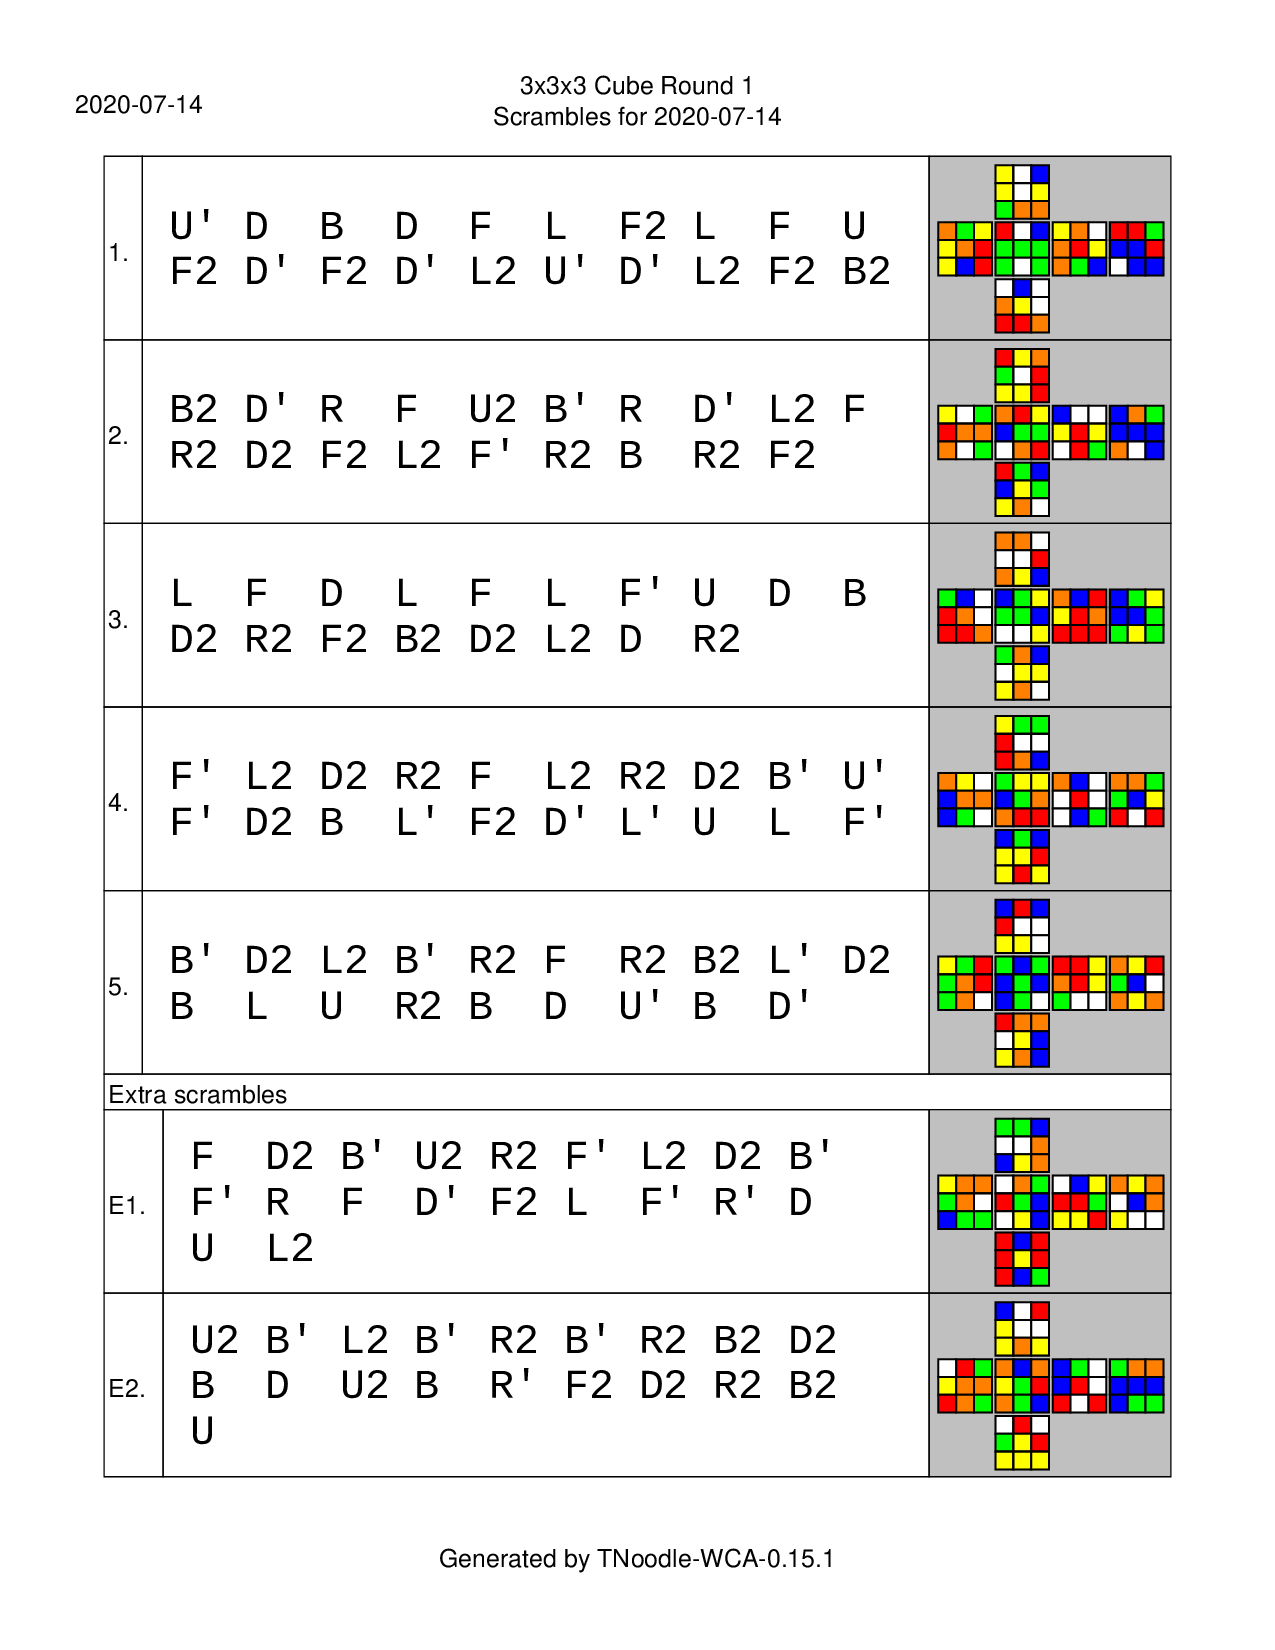 3x3x3 Cube Round 1
2020-07-14
Scrambles for 2020-07-14
1.
U' D B D F L F2 L F U
F2 D' F2 D' L2 U' D' L2 F2 B2
2.
B2 D' R F U2 B' R D' L2 F
R2 D2 F2 L2 F' R2 B R2 F2
3.
L F D L F L F' U D B
D2 R2 F2 B2 D2 L2 D R2
4.
F' L2 D2 R2 F L2 R2 D2 B' U'
F' D2 B L' F2 D' L' U L F'
5.
B' D2 L2 B' R2 F R2 B2 L' D2
B L U R2 B D U' B D'
Extra scrambles
E1.
F D2 B' U2 R2 F' L2 D2 B'
F' R F D' F2 L F' R' D
U L2
E2.
U2 B' L2 B' R2 B' R2 B2 D2
B D U2 B R' F2 D2 R2 B2
U
Generated by TNoodle-WCA-0.15.1